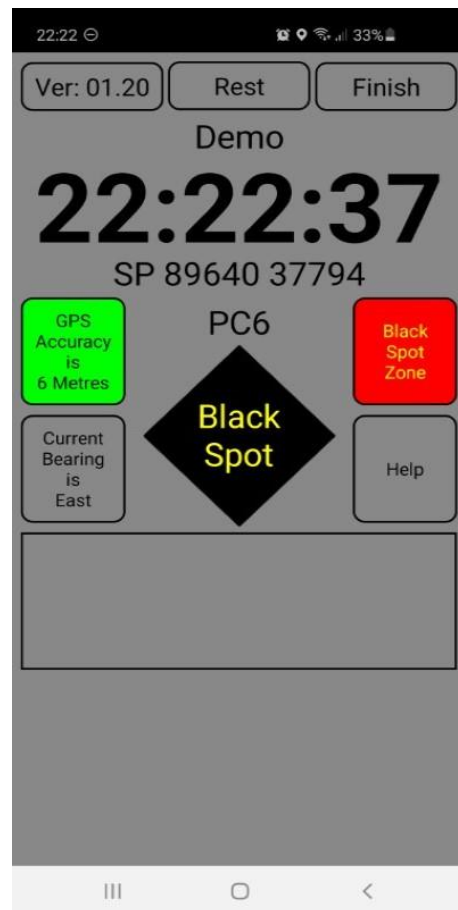 22:22 33%
Ver: 01.20 Rest Finish
Demo
22:22:37
SP 89640 37794
GPS
Accuracy
is
6 Metres
PC6
Black
Spot
Zone
Black
Spot
Current
Bearing
is
East
Help